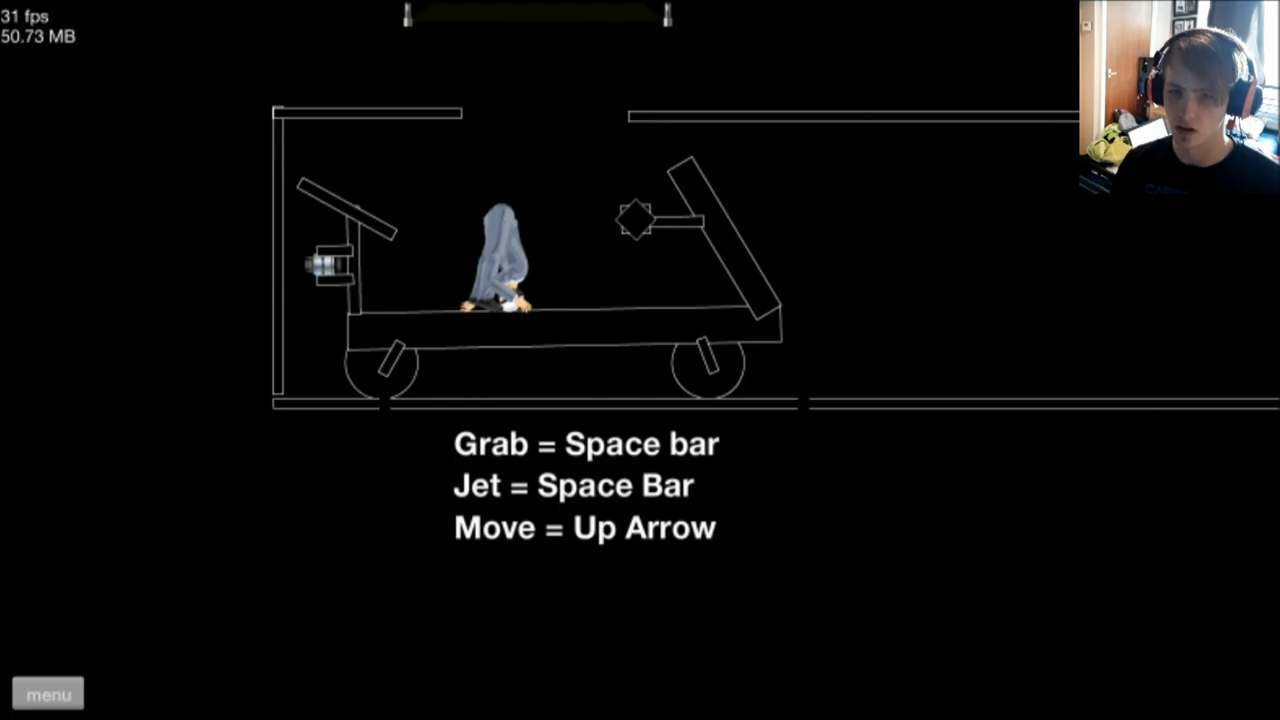 31 fps
50.73 MB
Grab = Space bar
Jet = Space Bar
Move = Up Arrow
menu